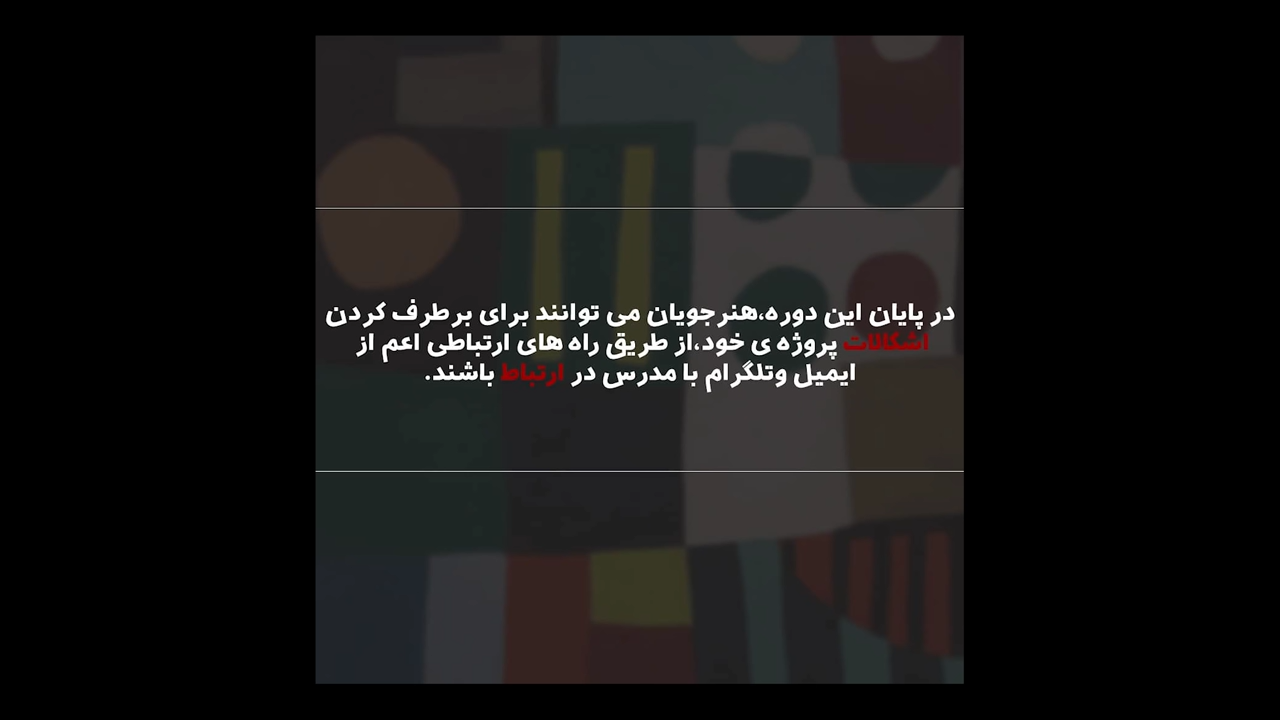 در پایان این دوره،هنرجویان می توانند برای برطرف کردن
اشکالات پروژه ی خود،از طریق راه های ارتباطی اعم از
ایمیل وتلگرام با مدرس در ارتباط باشند.